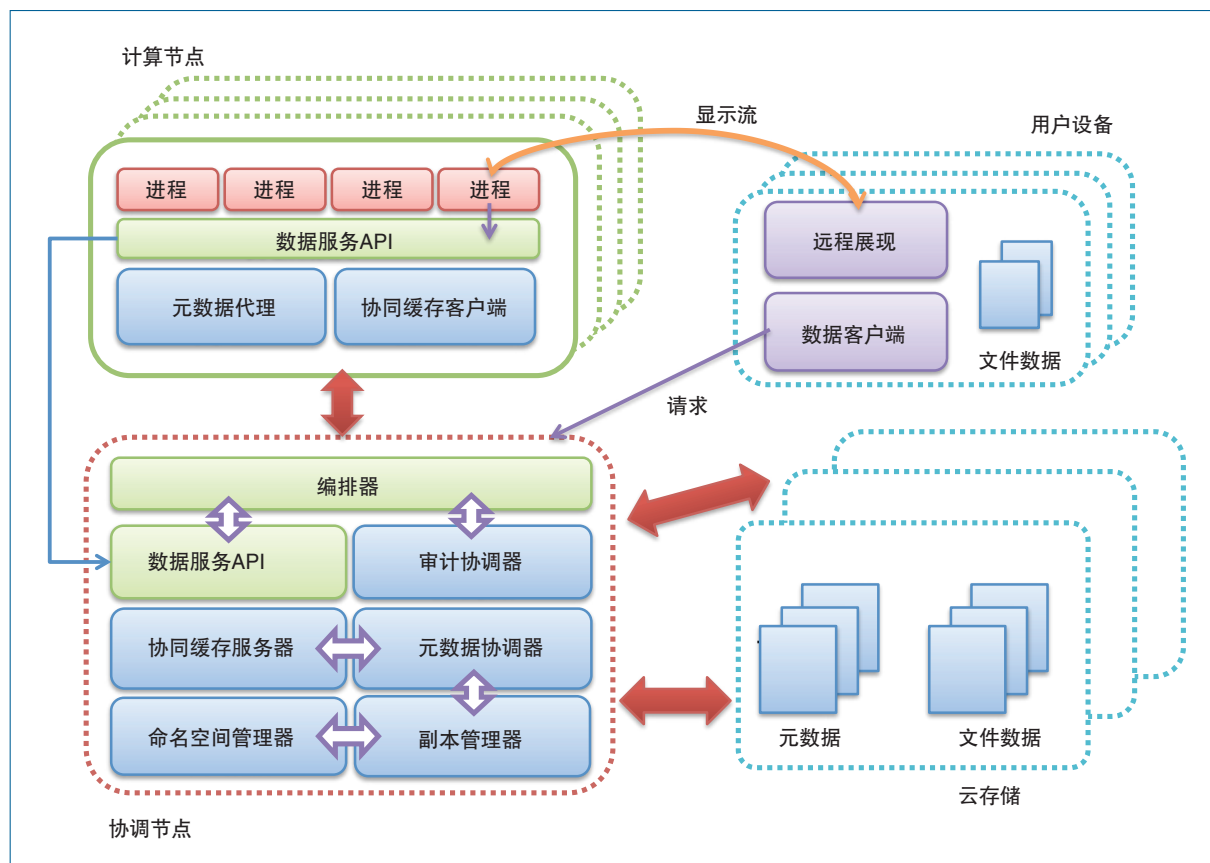 计算节点
显示流
用户设备
进程
进程
进程
进程
数据服务API
元数据代理
协同缓存客户端
远程展现
数据客户端
文件数据
请求
编排器
数据服务API
审计协调器
协同缓存服务器
元数据协调器
命名空间管理器
副本管理器
协调节点
元数据
文件数据
云存储